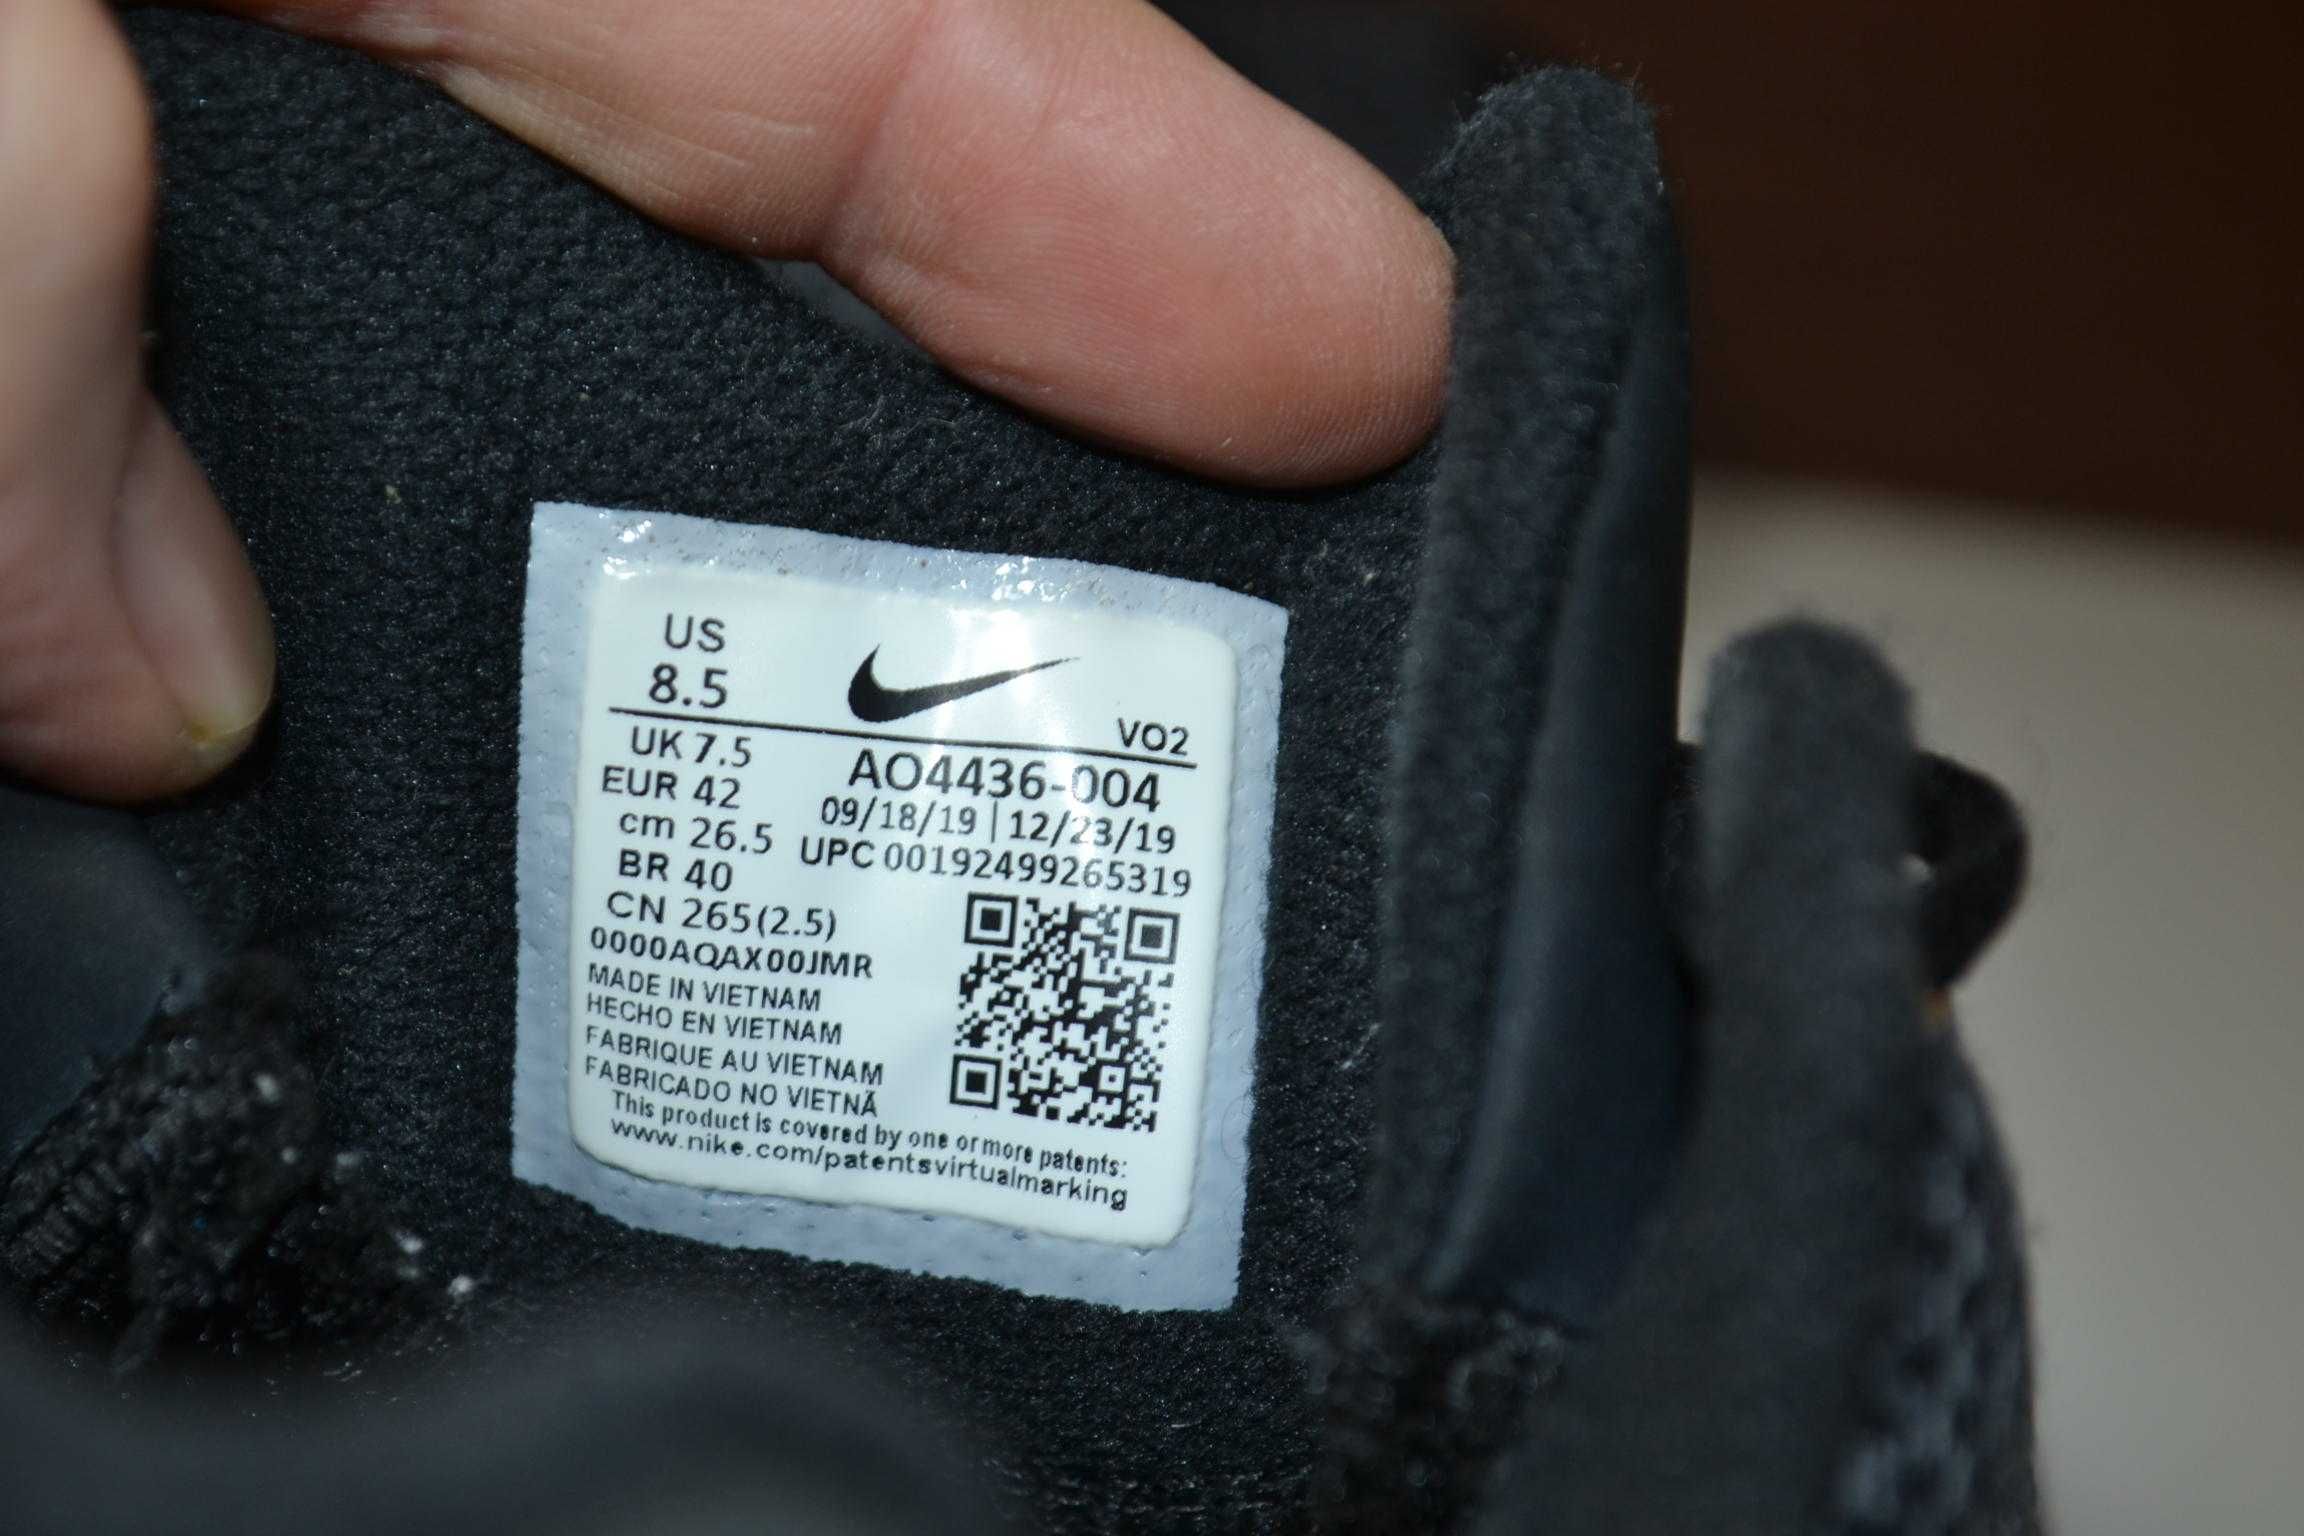 US
8.5
VO2
UK 7.5
EUR 42
cm 26.5
BR 40
CN 265(2.5)
AO4436-004
09/18/19 | 12/23/19
UPC 00192499265319
0000AQAX00JMR
MADE IN VIETNAM
HECHO EN VIETNAM
FABRIQUE AU VIETNAM
FABRICADO NO VIETNÃ
This product is covered by one or more patents:
www.nike.com/patentsvirtualmarking